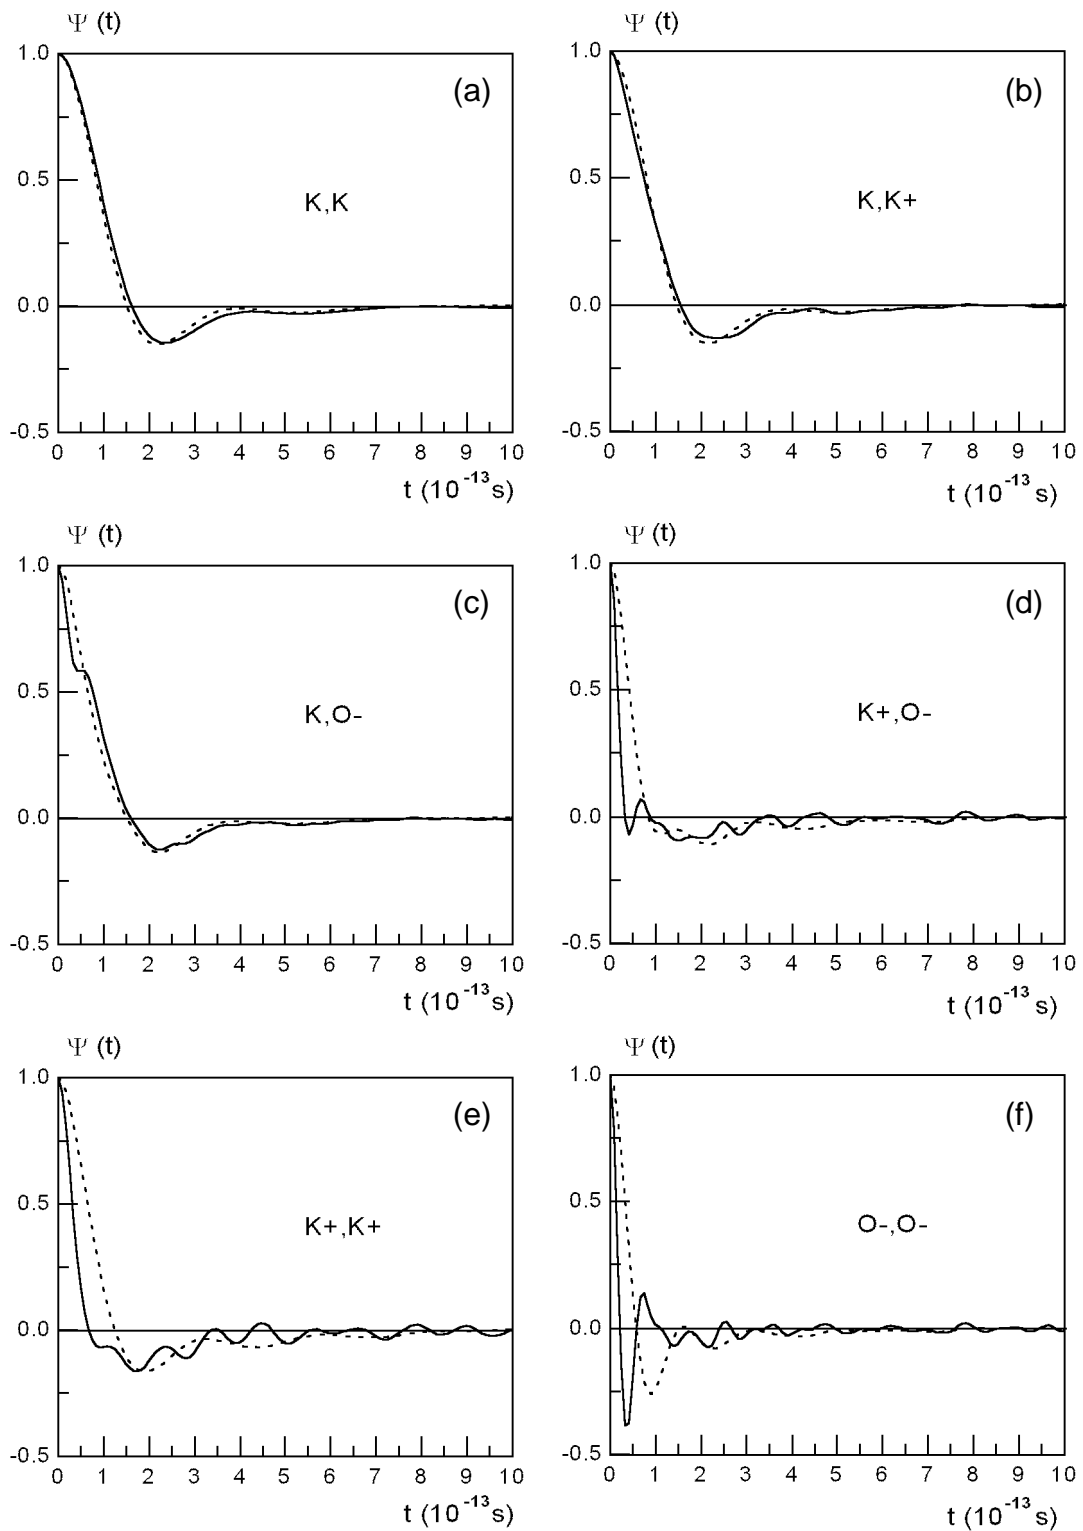 Ψ (t)
1.0
(a)
0.5
K,K
0.0
-0.5
0 1 2 3 4 5 6 7 8 9 10
t (10⁻¹³ s)
Ψ (t)
1.0
(b)
0.5
K,K+
0.0
-0.5
0 1 2 3 4 5 6 7 8 9 10
t (10⁻¹³ s)
Ψ (t)
1.0
(c)
0.5
K,O-
0.0
-0.5
0 1 2 3 4 5 6 7 8 9 10
t (10⁻¹³ s)
Ψ (t)
1.0
(d)
0.5
K+,O-
0.0
-0.5
0 1 2 3 4 5 6 7 8 9 10
t (10⁻¹³ s)
Ψ (t)
1.0
(e)
0.5
K+,K+
0.0
-0.5
0 1 2 3 4 5 6 7 8 9 10
t (10⁻¹³ s)
Ψ (t)
1.0
(f)
0.5
O-,O-
0.0
-0.5
0 1 2 3 4 5 6 7 8 9 10
t (10⁻¹³ s)